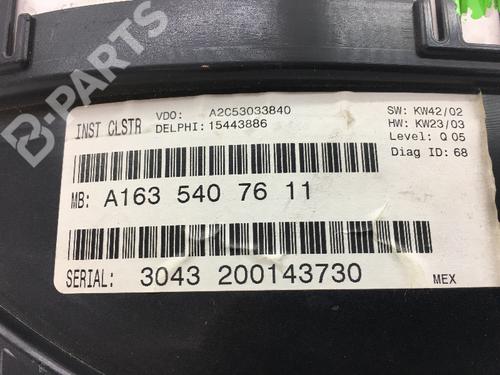 B-PARTS
INST CLSTR
VDO: A2C53033840
DELPHI:15443886
SW: KW42/02
HW: KW23/03
Level: Q 05
Diag ID: 68
MB: A163 540 76 11
SERIAL: 3043 200143730
MEX